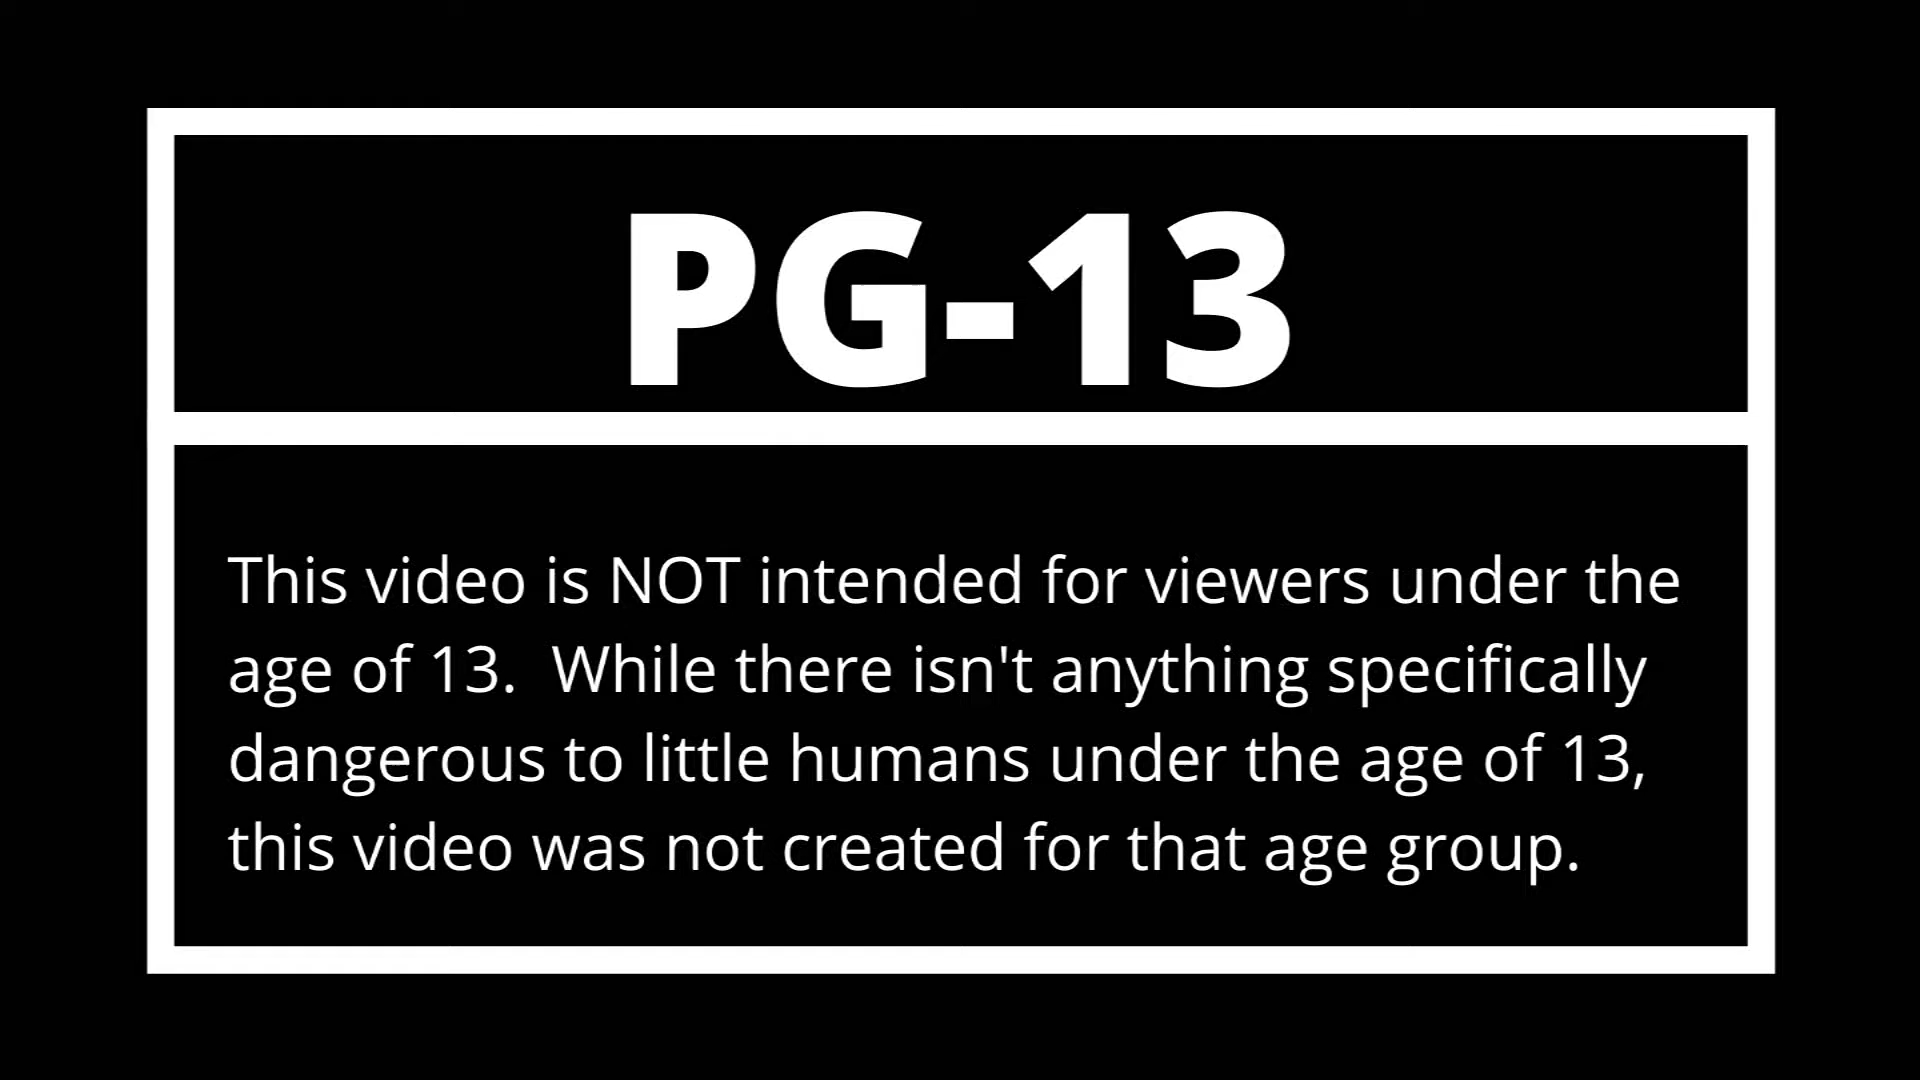 PG-13
This video is NOT intended for viewers under the
age of 13.  While there isn't anything specifically
dangerous to little humans under the age of 13,
this video was not created for that age group.